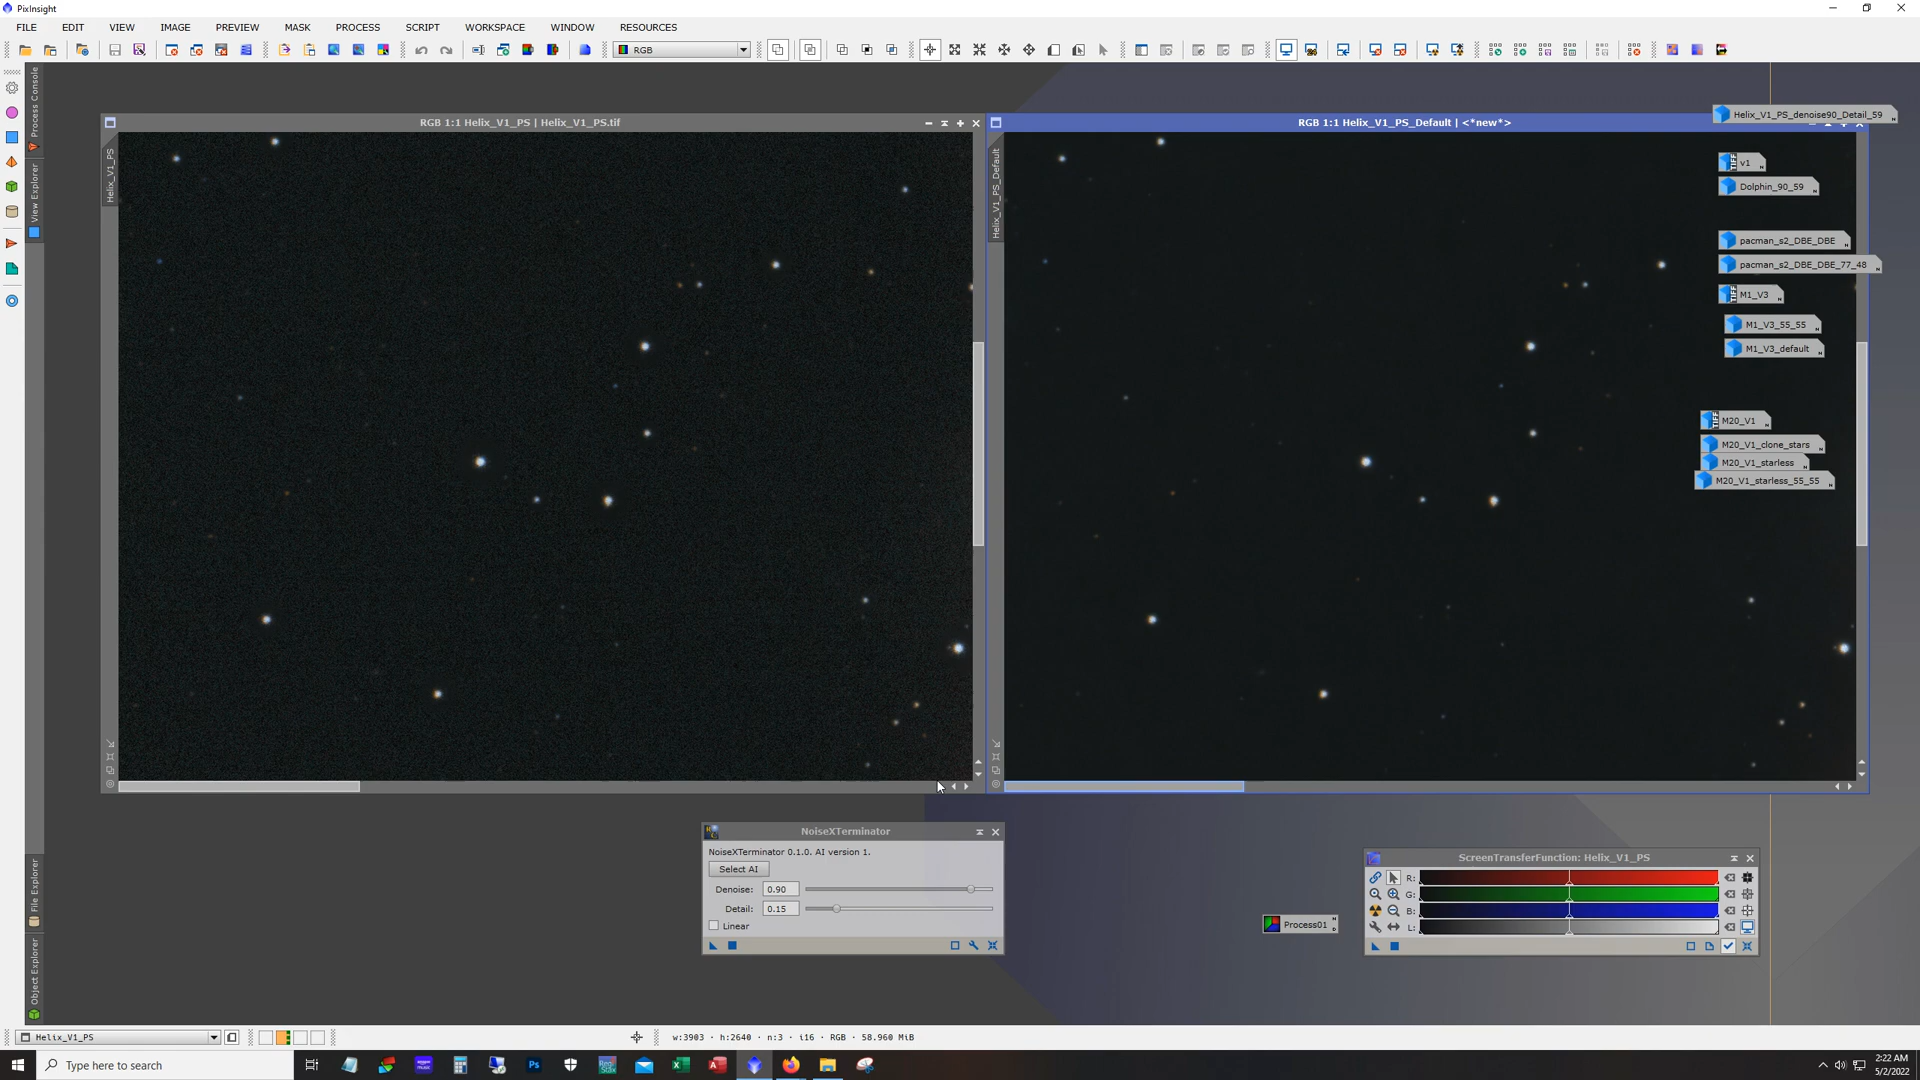 PixInsight
FILE EDIT VIEW IMAGE MASK PROCESS SCRIPT WORKSPACE WINDOW RESOURCES
RGB
Process Console
View Explorer
File Explorer
Object Explorer
RGB 1:1 Helix_V1_PS | Helix_V1_PS.tif
Helix_V1_PS
RGB 1:1 Helix_V1_PS_Default | <*new*>
Helix_V1_PS_Default
Helix_V1_PS_denoise90_Detail_59
TIFF v1
Dolphin_90_59
pacman_s2_DBE_DBE
pacman_s2_DBE_DBE_77_48
TIFF M1_V3
M1_V3_55_55
M1_V3_default
TIFF M20_V1
M20_V1_clone_stars
M20_V1_starless
M20_V1_starless_55_55
NoiseXTerminator
NoiseXTerminator 0.1.0. AI version 1.
Select AI
Denoise: 0.90
Detail: 0.15
Linear
Process01
ScreenTransferFunction: Helix_V1_PS
R:
G:
B:
L:
Helix_V1_PS
w:3903 · h:2640 · n:3 · i16 · RGB · 58.960 MiB
Type here to search
2:22 AM
5/2/2022